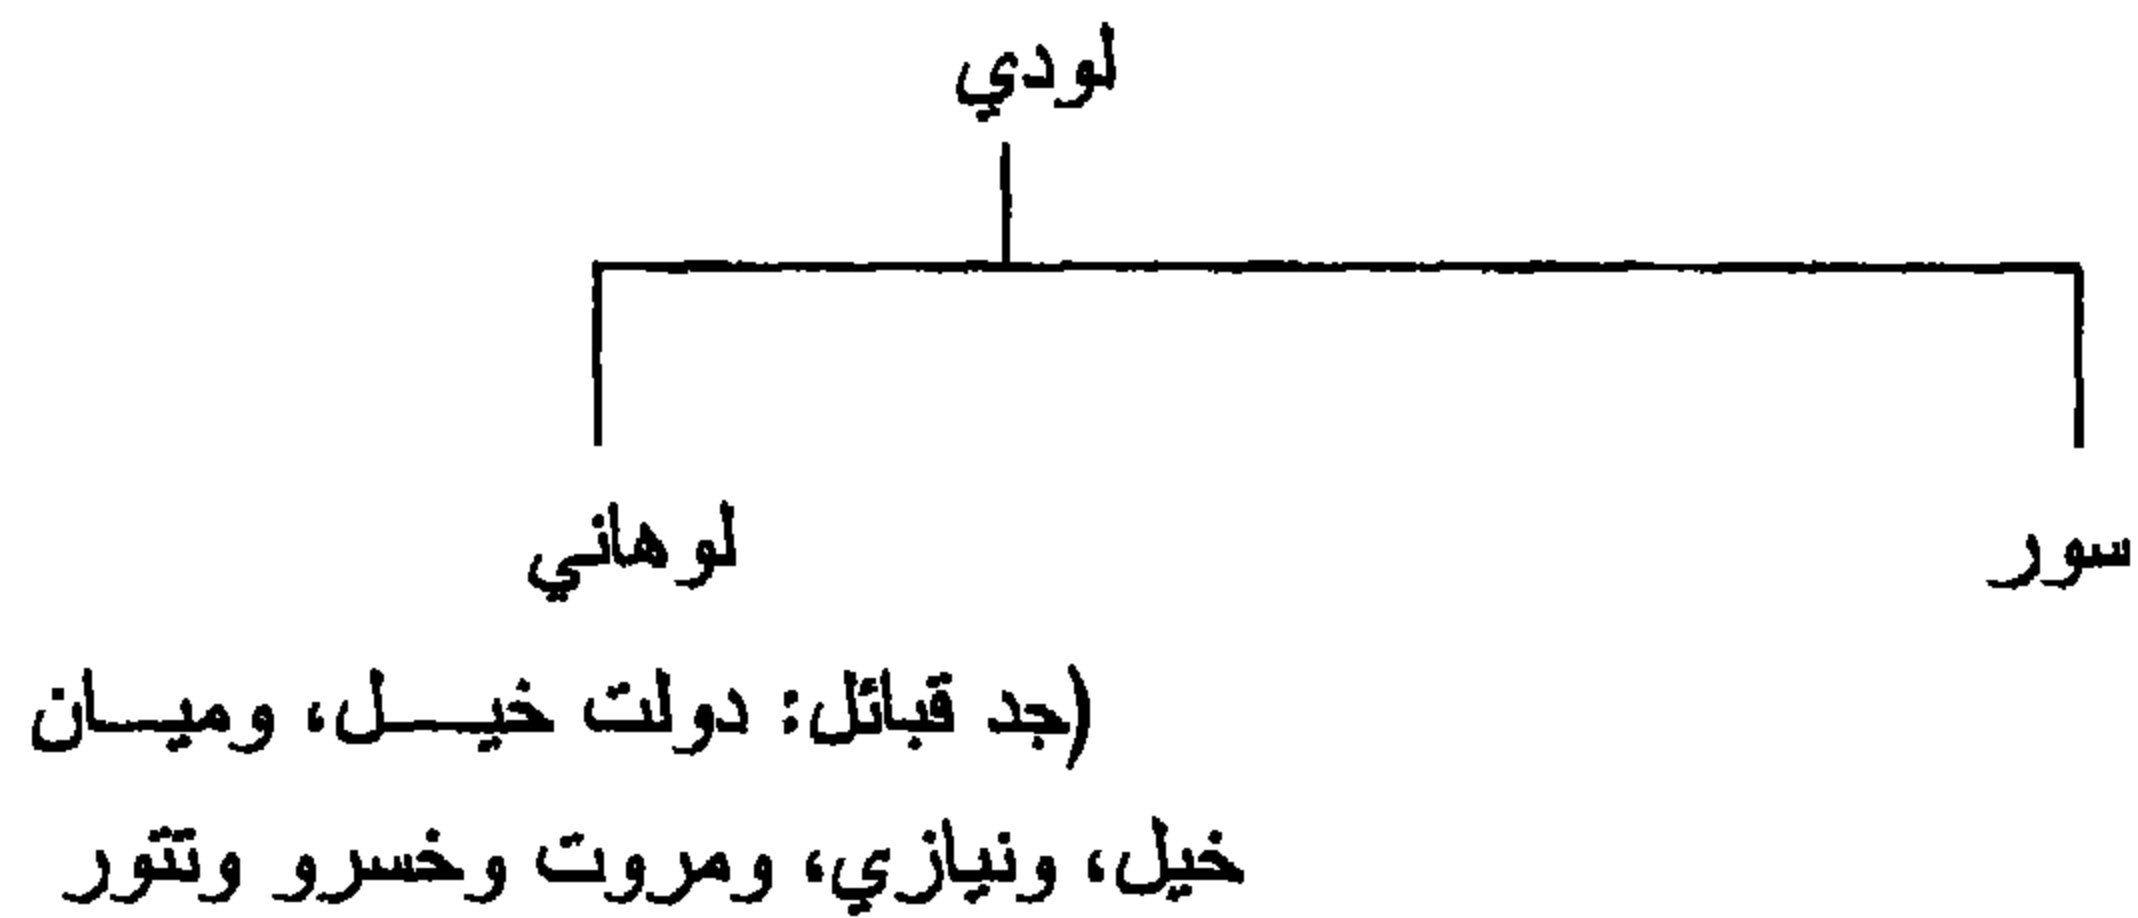 لودي
سور
لوهاني
(جد قبائل: دولت خيـــل، وميـــان
خيل، ونيازي، ومروت وخسرو وتتور